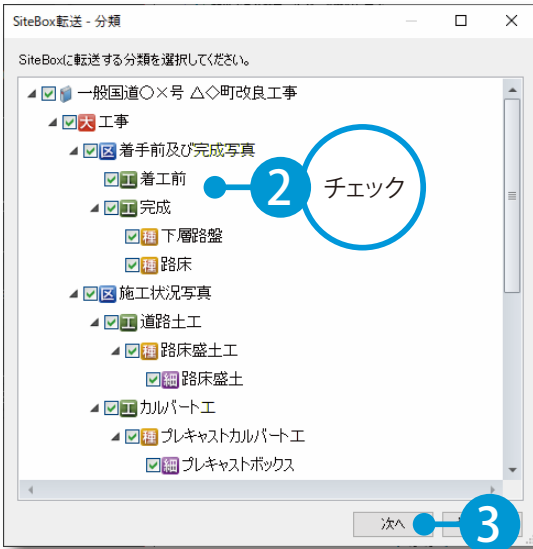 SiteBox転送 - 分類
SiteBoxに転送する分類を選択してください。
一般国道○×号 △◇町改良工事
大 工事
区 着手前及び完成写真
工 着工前
2 チェック
工 完成
種 下層路盤
種 路床
区 施工状況写真
工 道路土工
種 路床盛土工
細 路床盛土
工 カルバート工
種 プレキャストカルバート工
細 プレキャストボックス
次へ
3